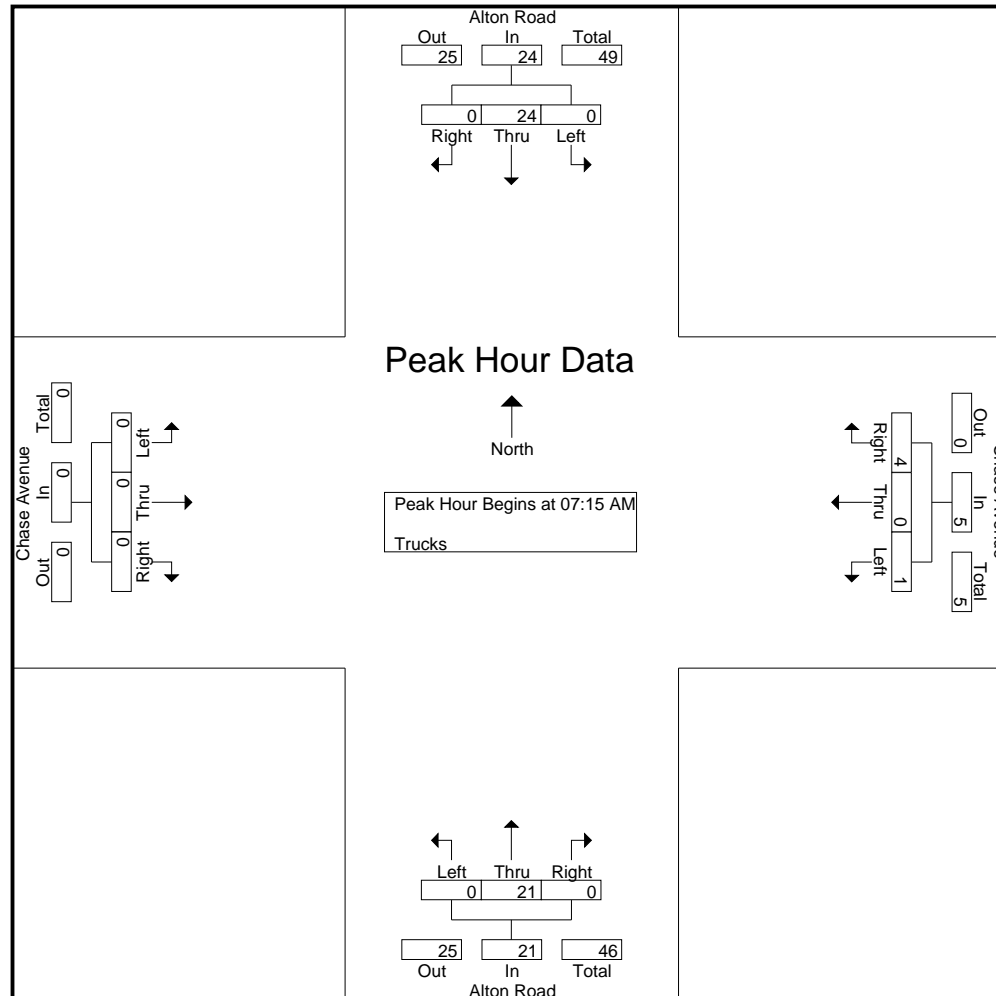 Alton Road
Out In Total
25 24 49
0 24 0
Right Thru Left
Peak Hour Data
North
Peak Hour Begins at 07:15 AM
Trucks
Chase Avenue
Out In Total
0 0 0
Right Thru Left
0 0 0
Out In Total
0 5 5
Right Thru Left
4 0 1
Left Thru Right
0 21 0
25 21 46
Out In Total
Alton Road